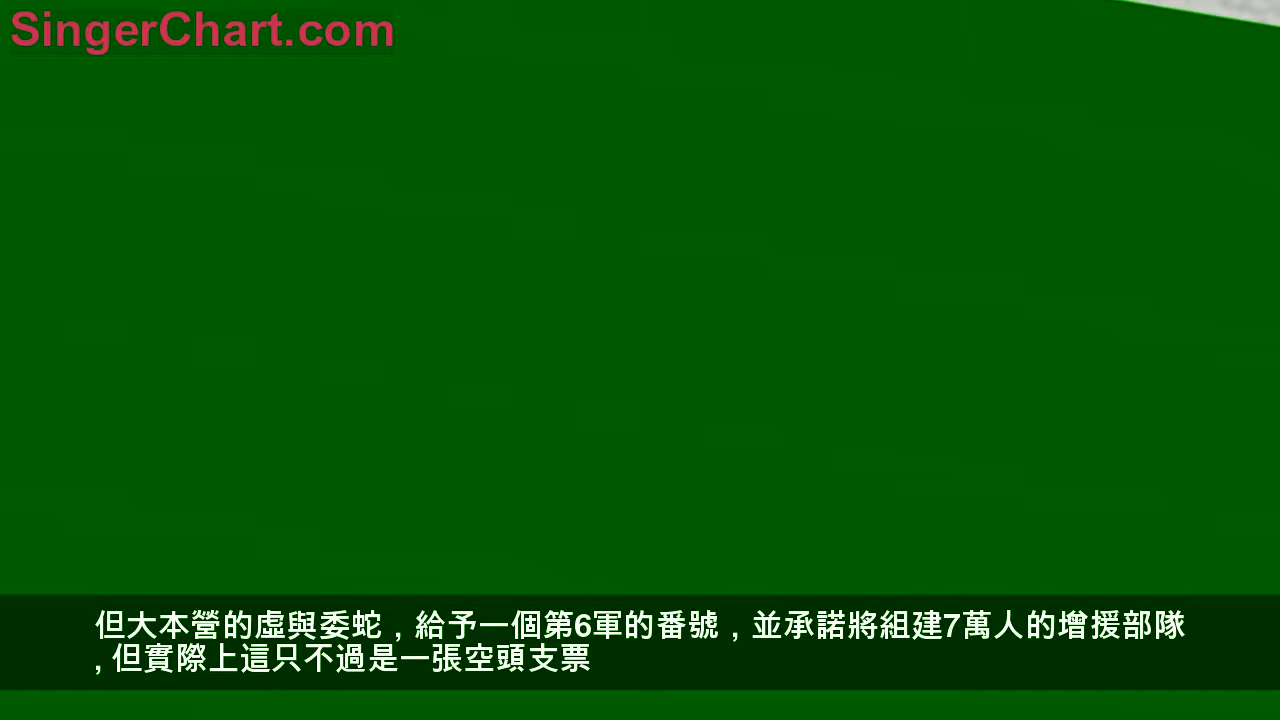 SingerChart.com
但大本營的虛與委蛇，給予一個第6軍的番號，並承諾將組建7萬人的增援部隊
, 但實際上這只不過是一張空頭支票